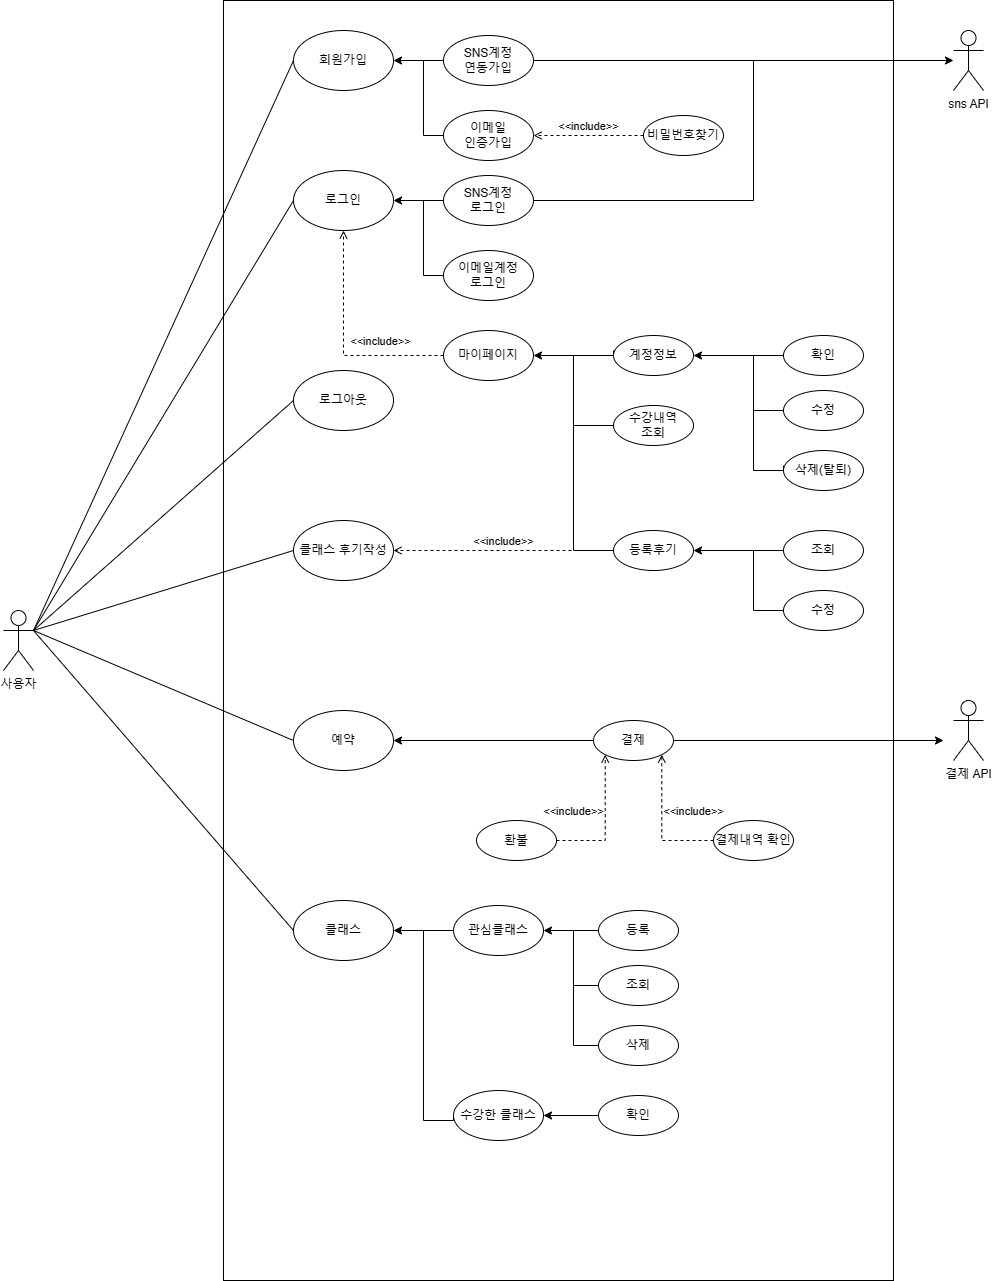 회원가입
SNS계정
연동가입
sns API
이메일
인증가입
<<include>>
비밀번호찾기
로그인
SNS계정
로그인
이메일계정
로그인
<<include>>
마이페이지
계정정보
확인
로그아웃
수강내역
조회
수정
삭제(탈퇴)
클래스 후기작성
<<include>>
등록후기
조회
수정
사용자
예약
결제
결제 API
<<include>>
<<include>>
환불
결제내역 확인
클래스
관심클래스
등록
조회
삭제
수강한 클래스
확인